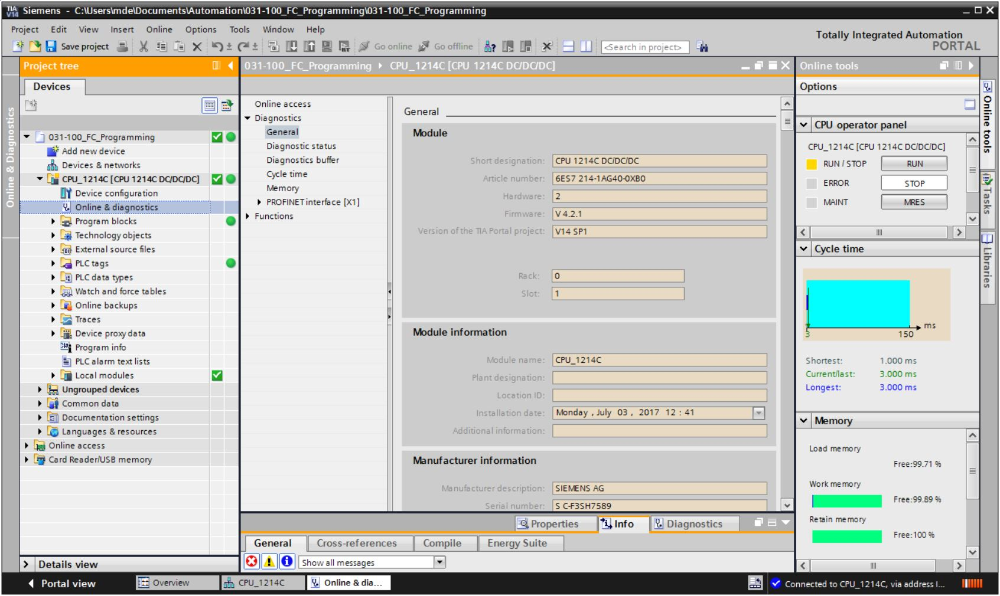 TIA V14 Siemens - C:\Users\mde\Documents\Automation\031-100_FC_Programming\031-100_FC_Programming
Project Edit View Insert Online Options Tools Window Help
Totally Integrated Automation
PORTAL
Save project Go online Go offline <Search in project>
Online & Diagnostics
Project tree
Devices
031-100_FC_Programming
Add new device
Devices & networks
CPU_1214C [CPU 1214C DC/DC/DC]
Device configuration
Online & diagnostics
Program blocks
Technology objects
External source files
PLC tags
PLC data types
Watch and force tables
Online backups
Traces
Device proxy data
Program info
PLC alarm text lists
Local modules
Ungrouped devices
Common data
Documentation settings
Languages & resources
Online access
Card Reader/USB memory
Details view
031-100_FC_Programming CPU_1214C [CPU 1214C DC/DC/DC]
Online access
Diagnostics
General
Diagnostic status
Diagnostics buffer
Cycle time
Memory
PROFINET interface [X1]
Functions
General
Module
Short designation: CPU 1214C DC/DC/DC
Article number: 6ES7 214-1AG40-0XB0
Hardware: 2
Firmware: V 4.2.1
Version of the TIA Portal project: V14 SP1
Rack: 0
Slot: 1
Module information
Module name: CPU_1214C
Plant designation:
Location ID:
Installation date: Monday , July 03 , 2017 12 : 41
Additional information:
Manufacturer information
Manufacturer description: SIEMENS AG
Serial number: S C-F3SH7589
Properties Info Diagnostics
General Cross-references Compile Energy Suite
Show all messages
Online tools
Options
CPU operator panel
CPU_1214C [CPU 1214C DC/DC/DC]
RUN / STOP RUN
ERROR STOP
MAINT MRES
Cycle time
ms
3 150
Shortest: 1.000 ms
Current/last: 3.000 ms
Longest: 3.000 ms
Memory
Load memory
Free:99.71 %
Work memory
Free:99.89 %
Retain memory
Free:100 %
Online tools
Tasks
Libraries
Portal view Overview CPU_1214C Online & dia... Connected to CPU_1214C, via address I...